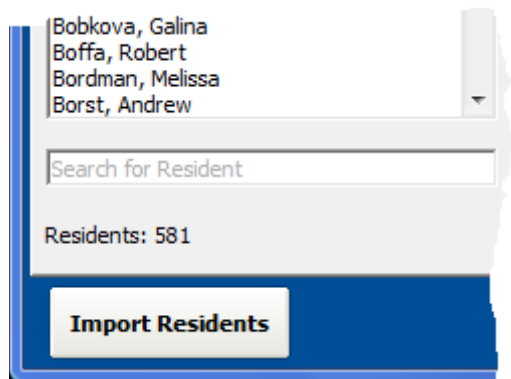 Bobkova, Galina
Boffa, Robert
Bordman, Melissa
Borst, Andrew
Search for Resident
Residents: 581
Import Residents